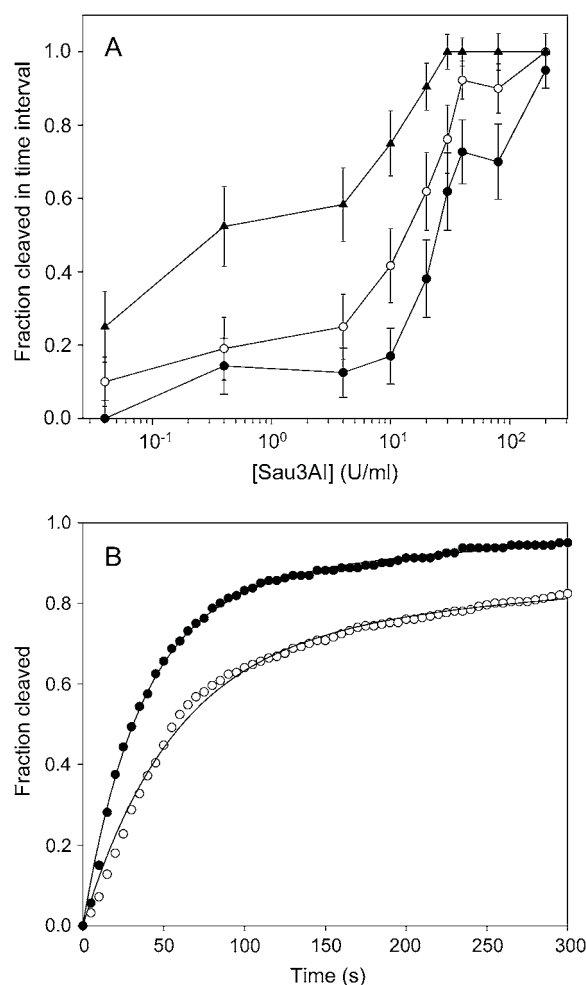 A
Fraction cleaved in time interval
1.0
0.8
0.6
0.4
0.2
0.0
10⁻¹ 10⁰ 10¹ 10²
[Sau3AI] (U/ml)
B
Fraction cleaved
1.0
0.8
0.6
0.4
0.2
0.0
0 50 100 150 200 250 300
Time (s)